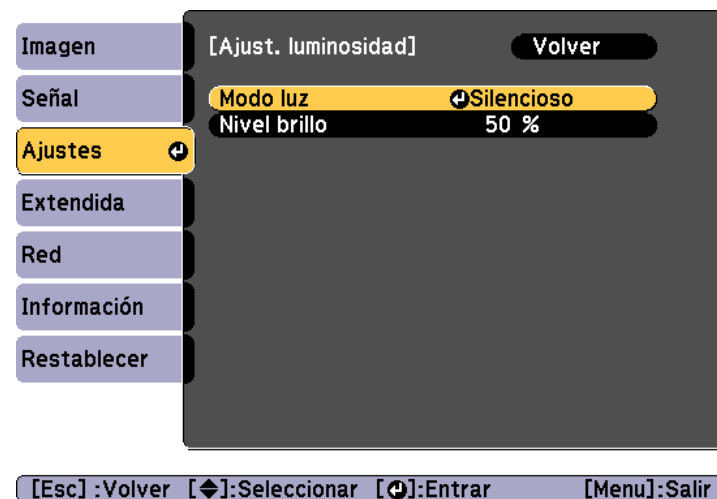 Imagen
Señal
Ajustes
Extendida
Red
Información
Restablecer
[Ajust. luminosidad] Volver
Modo luz Silencioso
Nivel brillo 50 %
[Esc] :Volver [◆]:Seleccionar [⏎]:Entrar [Menu]:Salir